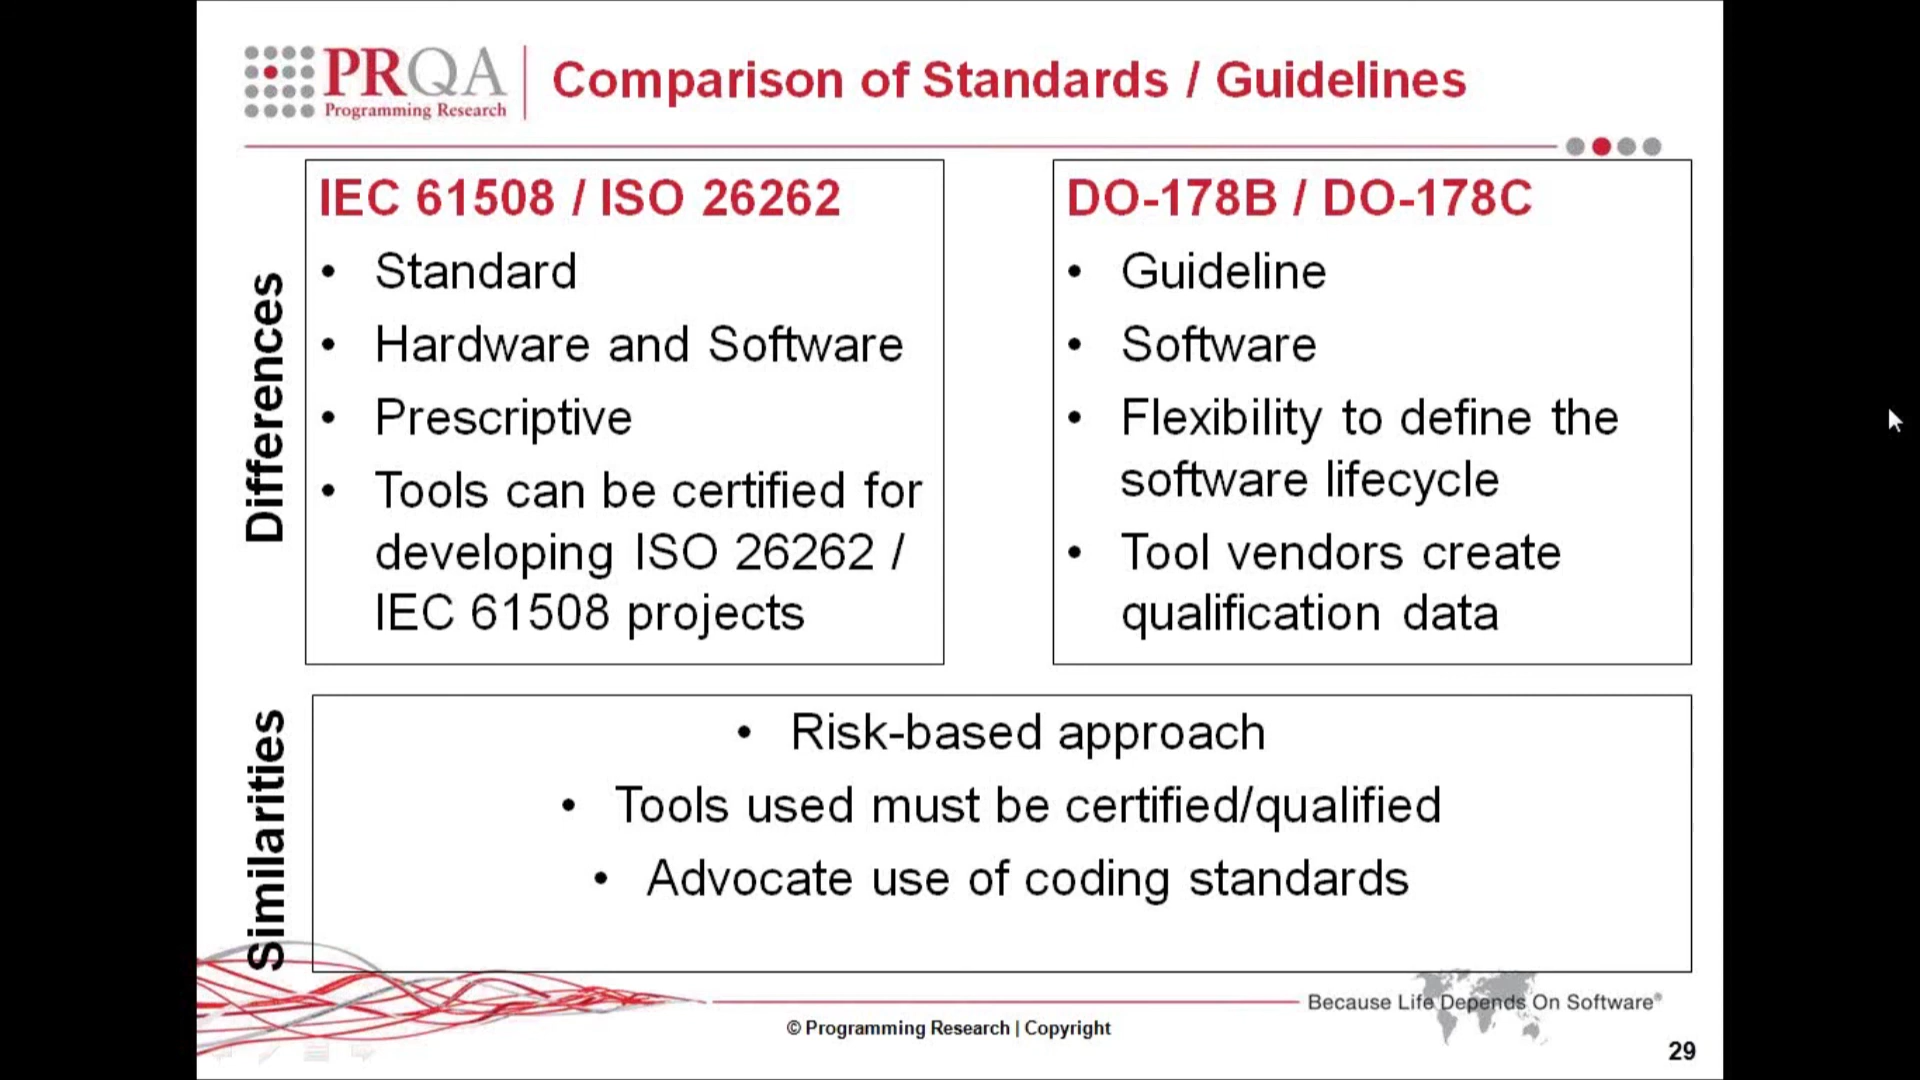 PRQA
Programming Research
Comparison of Standards / Guidelines
Differences
IEC 61508 / ISO 26262
• Standard
• Hardware and Software
• Prescriptive
• Tools can be certified for
developing ISO 26262 /
IEC 61508 projects
DO-178B / DO-178C
• Guideline
• Software
• Flexibility to define the
software lifecycle
• Tool vendors create
qualification data
Similarities
• Risk-based approach
• Tools used must be certified/qualified
• Advocate use of coding standards
Because Life Depends On Software®
© Programming Research | Copyright
29